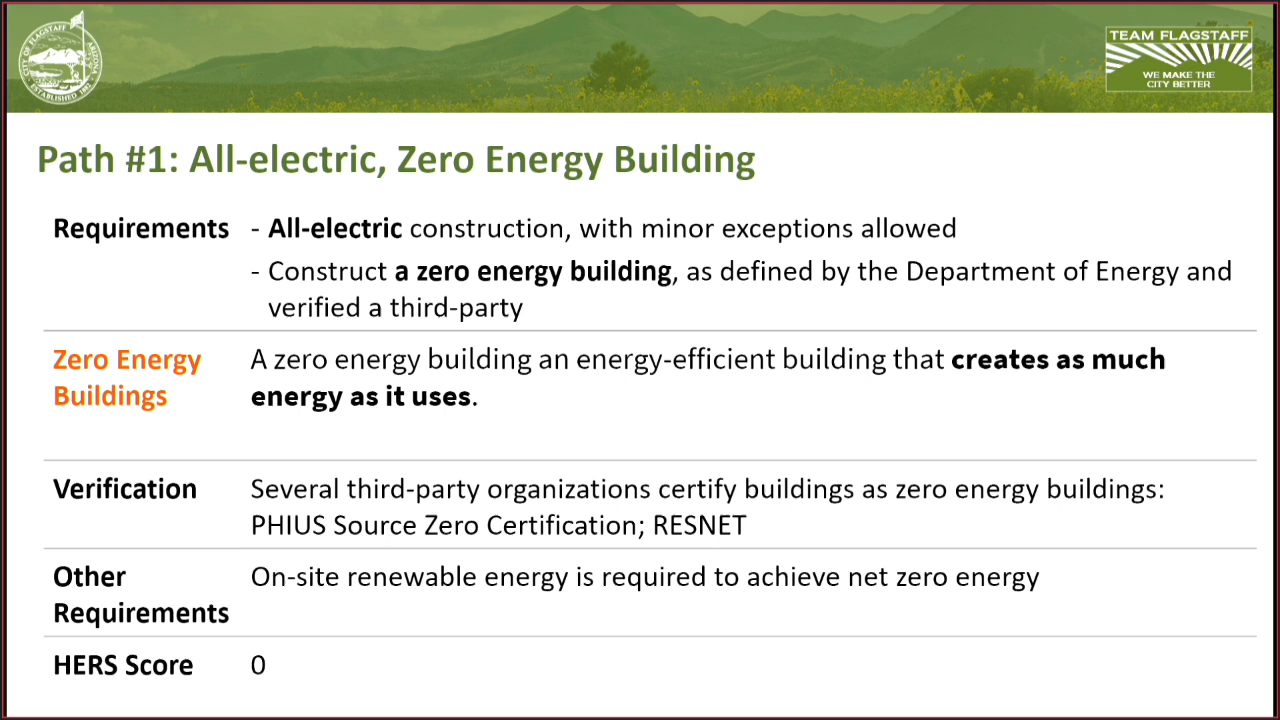 CITY OF FLAGSTAFF ARIZONA
ESTABLISHED 1882
TEAM FLAGSTAFF
WE MAKE THE
CITY BETTER
Path #1: All-electric, Zero Energy Building
Requirements - All-electric construction, with minor exceptions allowed
- Construct a zero energy building, as defined by the Department of Energy and
verified a third-party
Zero Energy A zero energy building an energy-efficient building that creates as much
Buildings energy as it uses.
Verification Several third-party organizations certify buildings as zero energy buildings:
PHIUS Source Zero Certification; RESNET
Other On-site renewable energy is required to achieve net zero energy
Requirements
HERS Score 0